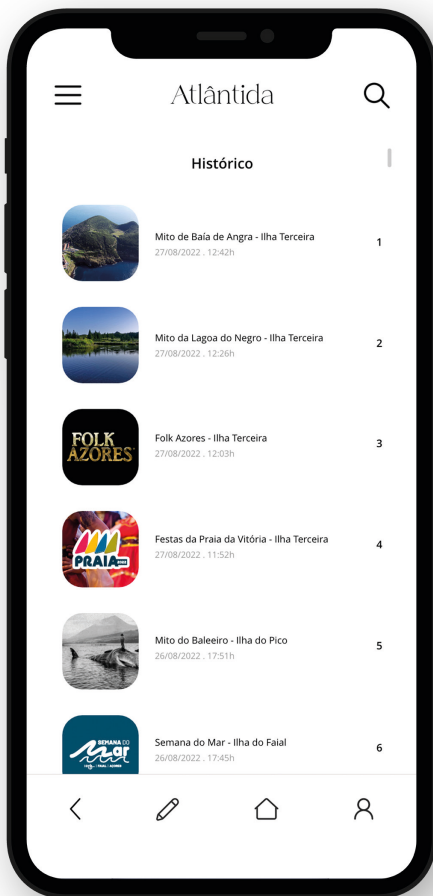 Atlântida
Histórico
Mito de Baía de Angra - Ilha Terceira
27/08/2022 . 12:42h
1
Mito da Lagoa do Negro - Ilha Terceira
27/08/2022 . 12:26h
2
FOLK
AZORES
Folk Azores - Ilha Terceira
27/08/2022 . 12:03h
3
PRAIA 2022
Festas da Praia da Vitória - Ilha Terceira
27/08/2022 . 11:52h
4
Mito do Baleeiro - Ilha do Pico
26/08/2022 . 17:51h
5
SEMANA DO
Mar
FAIAL AÇORES
Semana do Mar - Ilha do Faial
26/08/2022 . 17:45h
6